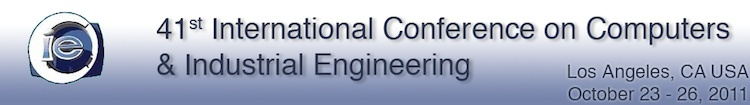 41st International Conference on Computers
& Industrial Engineering
Los Angeles, CA USA
October 23 - 26, 2011